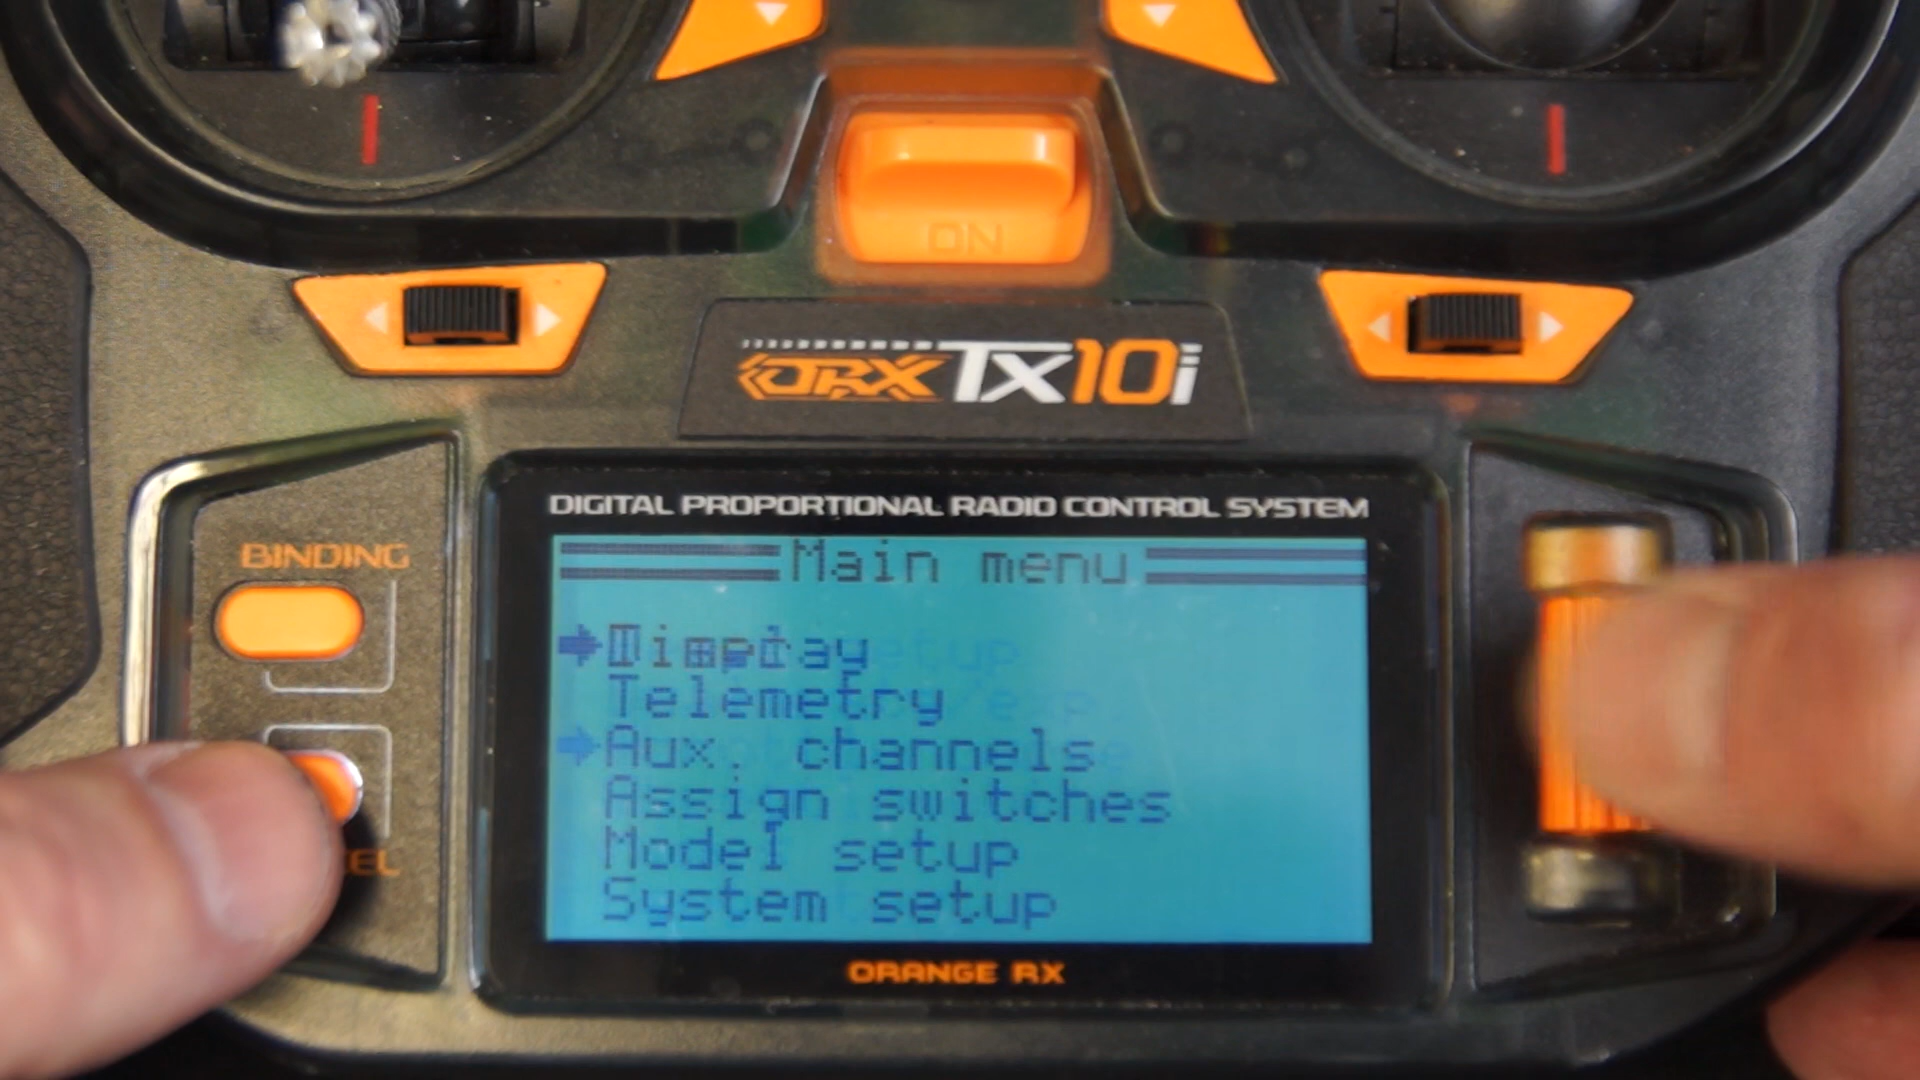 ON
ORX Tx10i
BINDING
DIGITAL PROPORTIONAL RADIO CONTROL SYSTEM
Main menu
Telemetry
Aux. channels
Assign switches
Model setup
System setup
ORANGE RX